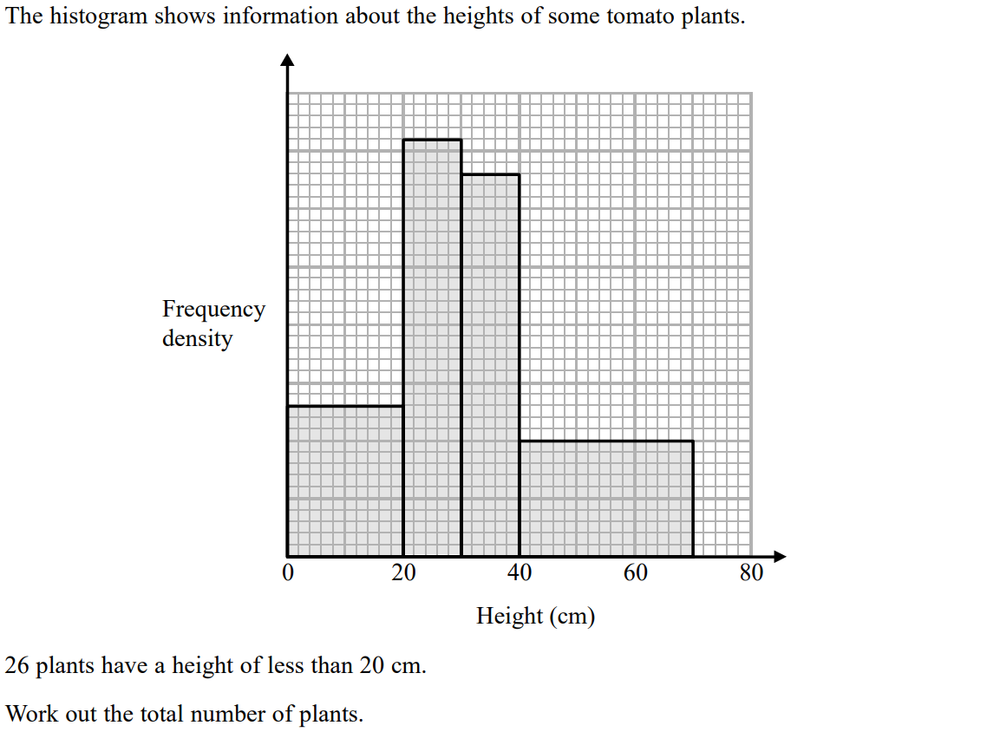 The histogram shows information about the heights of some tomato plants.
Frequency
density
0 20 40 60 80
Height (cm)
26 plants have a height of less than 20 cm.
Work out the total number of plants.